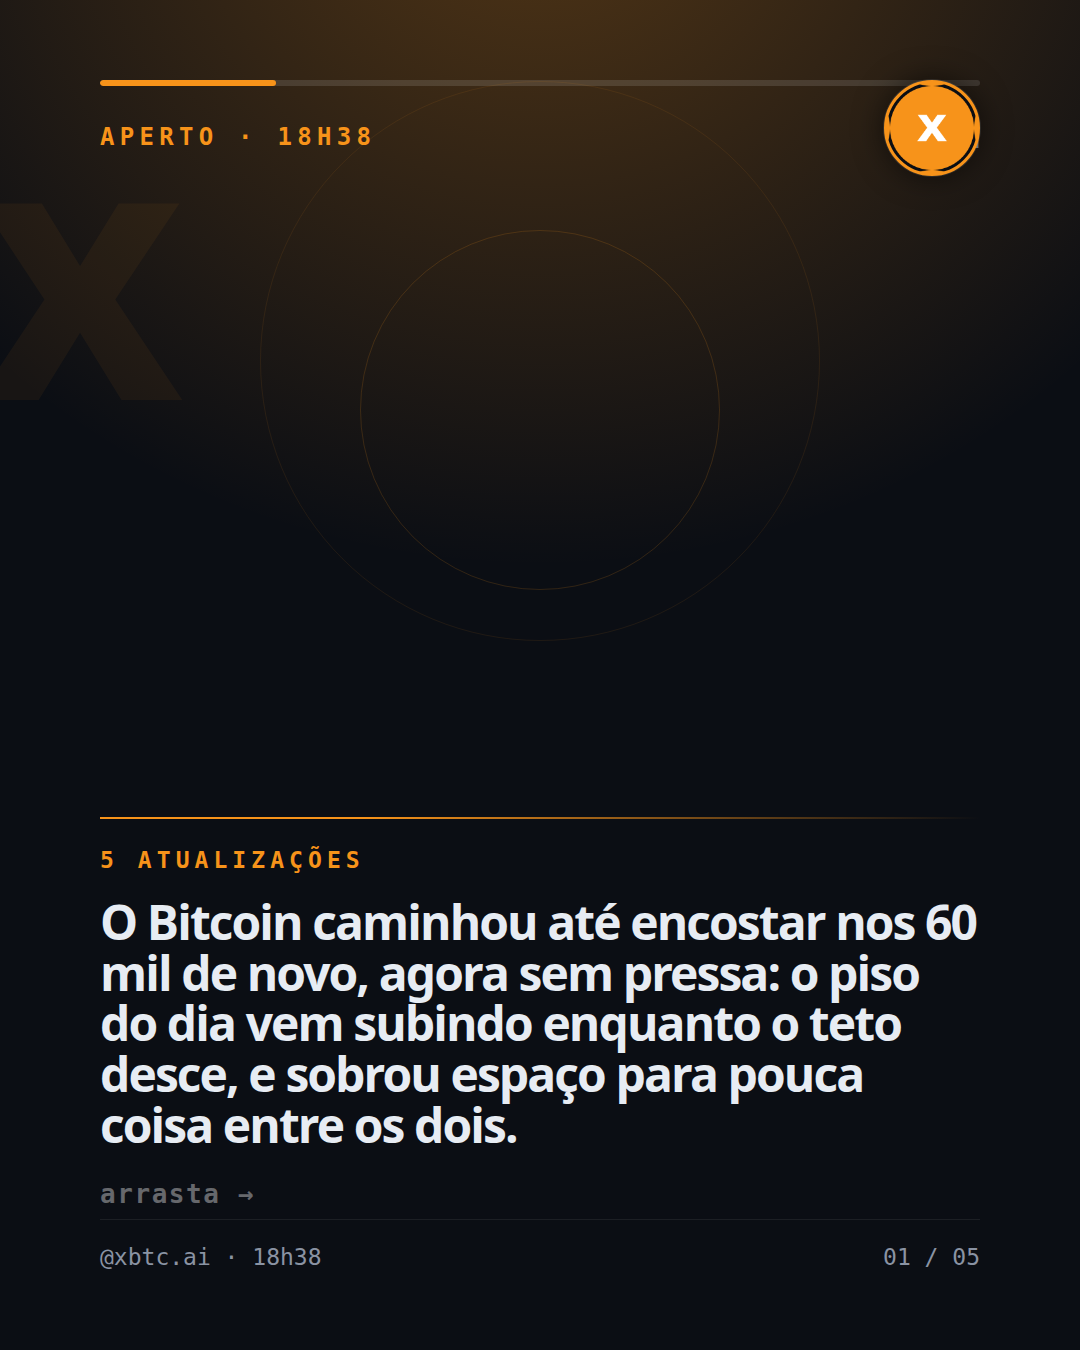 APERTO · 18H38
x
x
5 ATUALIZAÇÕES
O Bitcoin caminhou até encostar nos 60
mil de novo, agora sem pressa: o piso
do dia vem subindo enquanto o teto
desce, e sobrou espaço para pouca
coisa entre os dois.
arrasta →
@xbtc.ai · 18h38
01 / 05